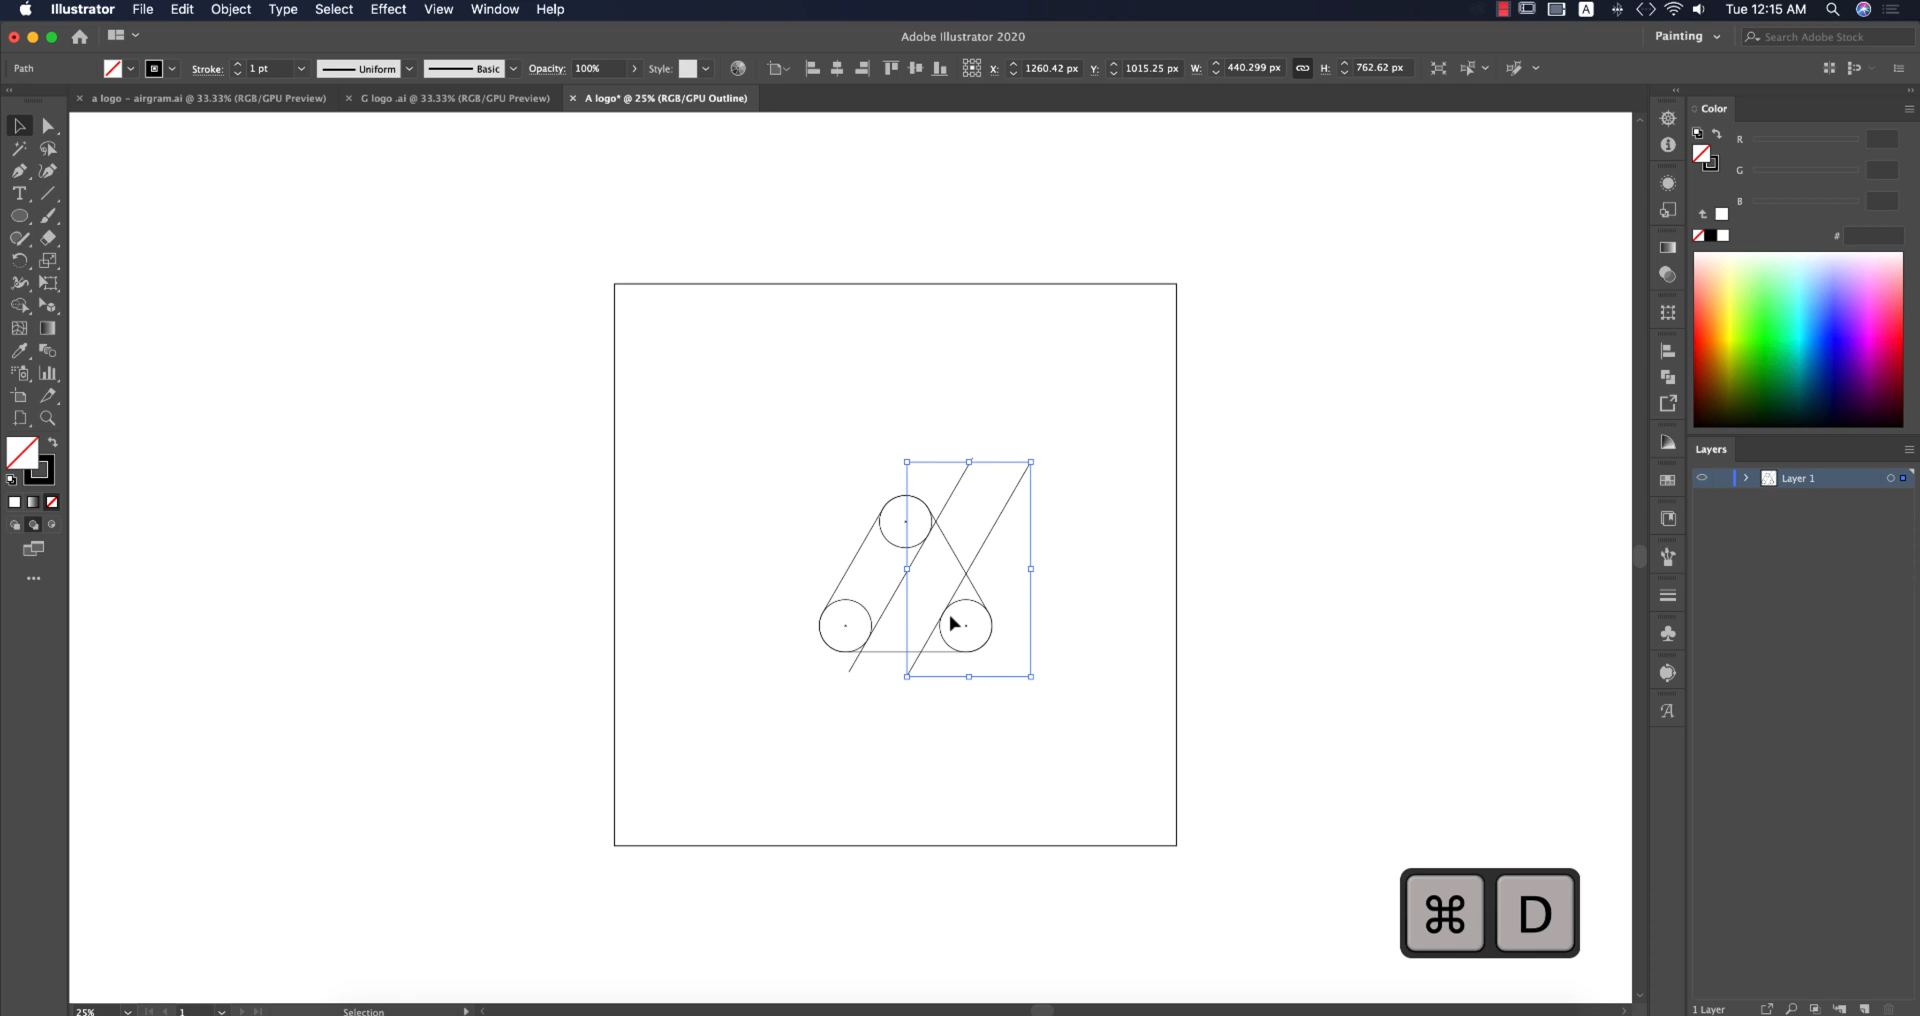 Illustrator File Edit Object Type Select Effect View Window Help
A Tue 12:15 AM
Adobe Illustrator 2020
Painting Search Adobe Stock
Path Stroke: 1 pt Uniform Basic Opacity: 100% Style: X: 1260.42 px Y: 1015.25 px W: 440.299 px H: 762.62 px
a logo - airgram.ai @ 33.33% (RGB/GPU Preview) G logo .ai @ 33.33% (RGB/GPU Preview) A logo* @ 25% (RGB/GPU Outline)
Color
R
G
B
#
Layers
Layer 1
⌘ D
25% 1 Selection
1 Layer